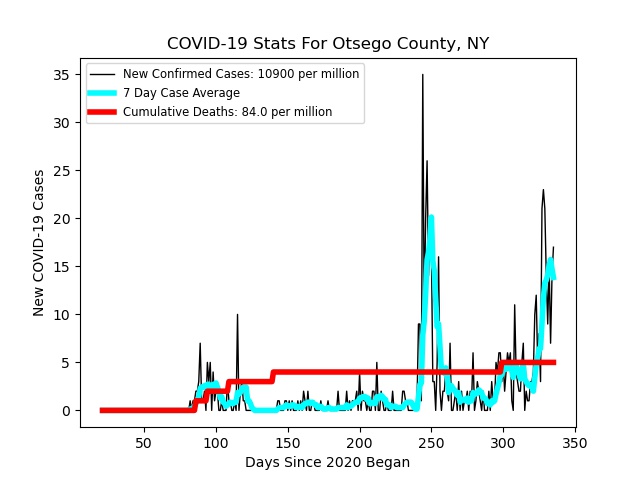 COVID-19 Stats For Otsego County, NY
New Confirmed Cases: 10900 per million
7 Day Case Average
Cumulative Deaths: 84.0 per million
New COVID-19 Cases
35
30
25
20
15
10
5
0
50 100 150 200 250 300 350
Days Since 2020 Began